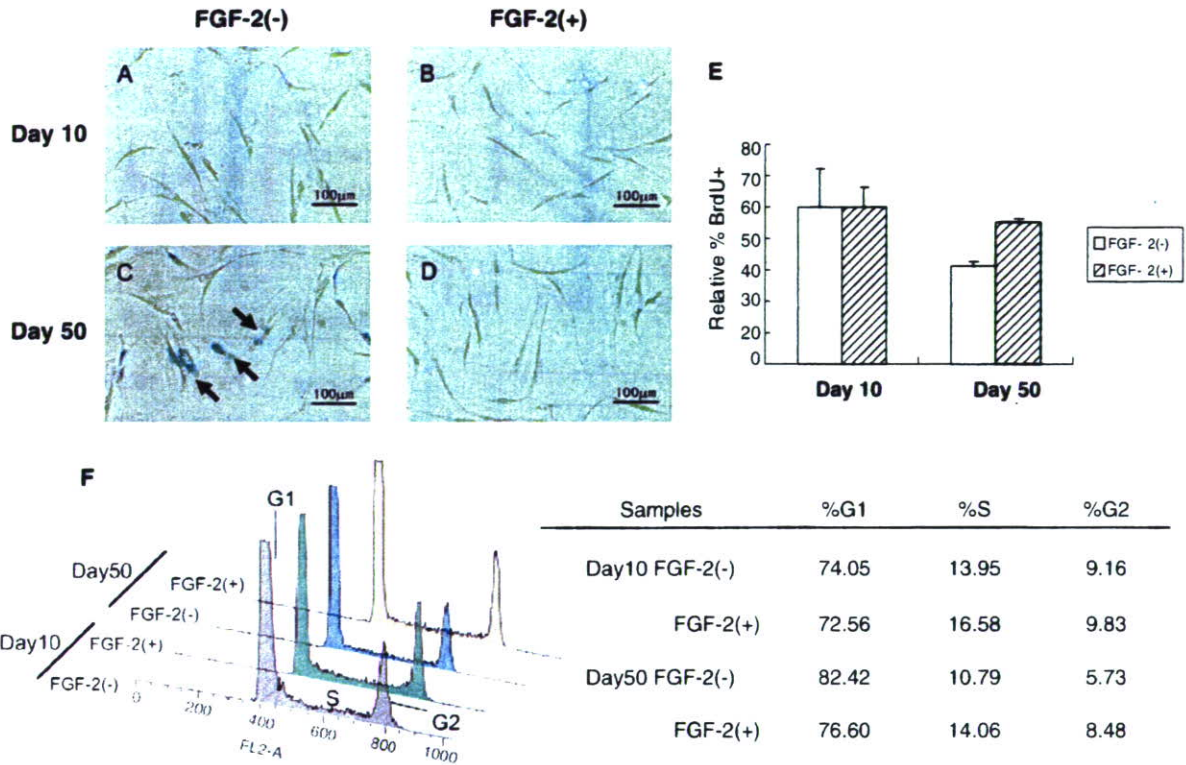 FGF-2(-)
FGF-2(+)
Day 10
A
100μm
B
100μm
Day 50
C
100μm
D
100μm
E
Relative % BrdU+
80
70
60
50
40
30
20
0
Day 10
Day 50
FGF- 2(-)
FGF- 2(+)
F
G1
Day50
FGF-2(+)
FGF-2(-)
Day10
FGF-2(+)
FGF-2(-)
S
G2
0
200
400
600
800
1000
FL2-A
Samples %G1 %S %G2
Day10 FGF-2(-) 74.05 13.95 9.16
FGF-2(+) 72.56 16.58 9.83
Day50 FGF-2(-) 82.42 10.79 5.73
FGF-2(+) 76.60 14.06 8.48